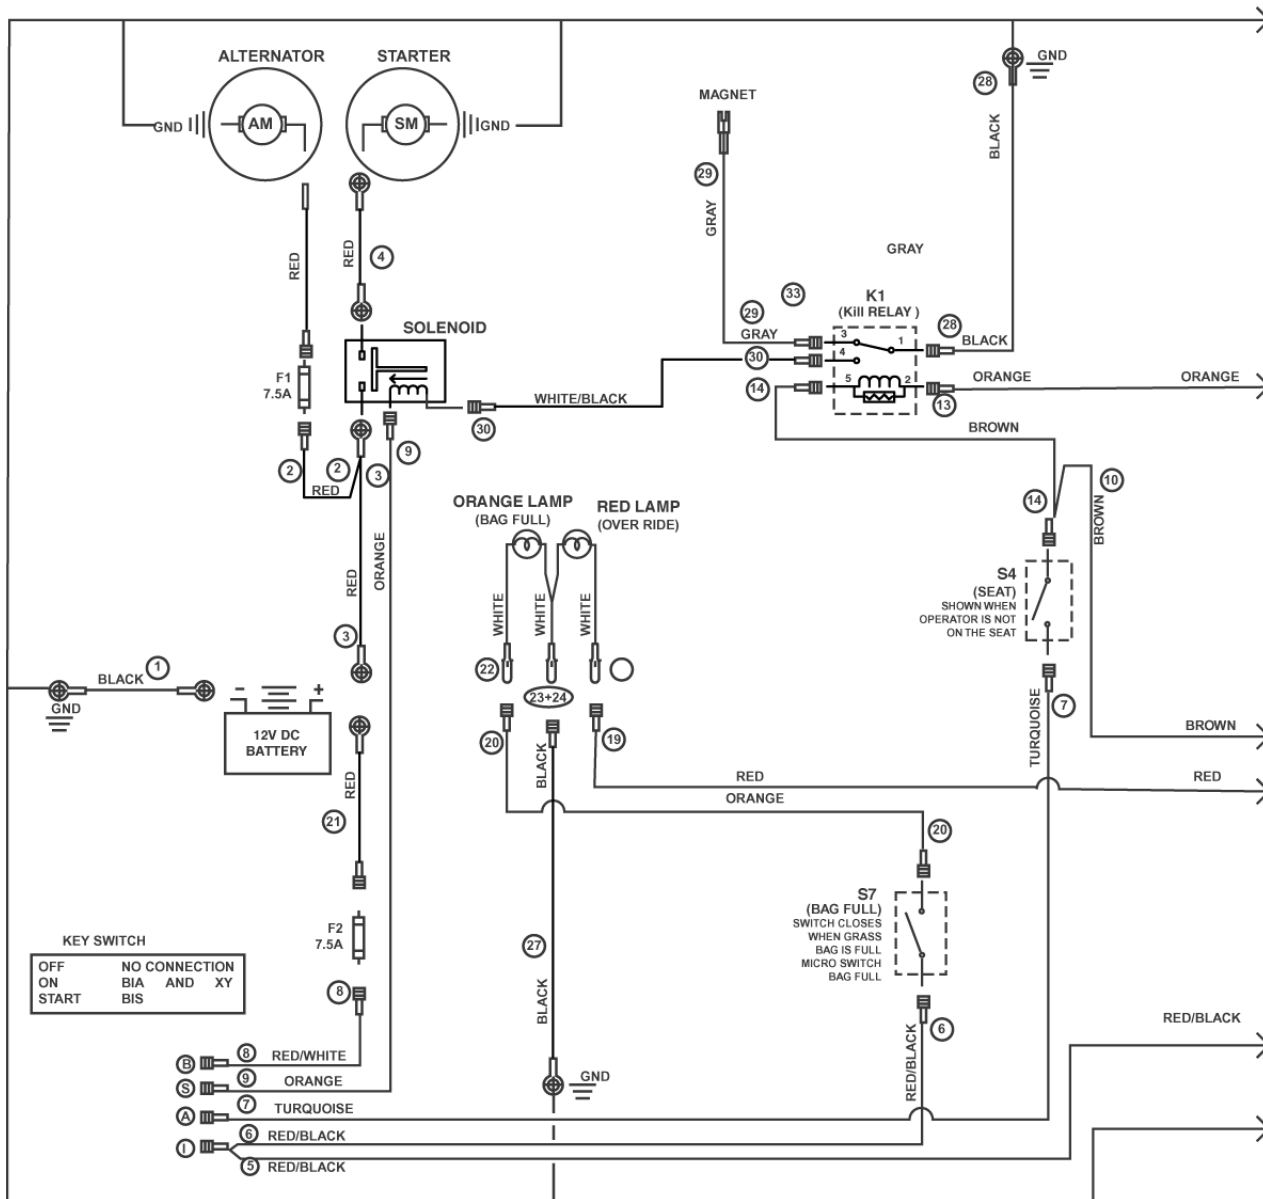 ALTERNATOR
STARTER
GND
AM
SM
GND
GND
28
MAGNET
BLACK
29
GRAY
RED
RED
4
GRAY
33
K1
(Kill RELAY )
29
GRAY
3
1
28
BLACK
SOLENOID
30
4
F1
7.5A
14
5
2
ORANGE
ORANGE
13
WHITE/BLACK
30
BROWN
9
2
2
3
RED
10
14
BROWN
ORANGE LAMP
(BAG FULL)
RED LAMP
(OVER RIDE)
ORANGE
RED
S4
(SEAT)
SHOWN WHEN
OPERATOR IS NOT
ON THE SEAT
WHITE
WHITE
WHITE
3
1
BLACK
22
23+24
GND
-
+
12V DC
BATTERY
7
TURQUOISE
20
19
BLACK
BROWN
RED
RED
RED
ORANGE
21
20
S7
(BAG FULL)
SWITCH CLOSES
WHEN GRASS
BAG IS FULL
MICRO SWITCH
BAG FULL
F2
7.5A
27
BLACK
KEY SWITCH
OFF NO CONNECTION
ON BIA AND XY
START BIS
8
6
RED/BLACK
RED/BLACK
B
8
RED/WHITE
S
9
ORANGE
GND
A
7
TURQUOISE
I
6
RED/BLACK
5
RED/BLACK